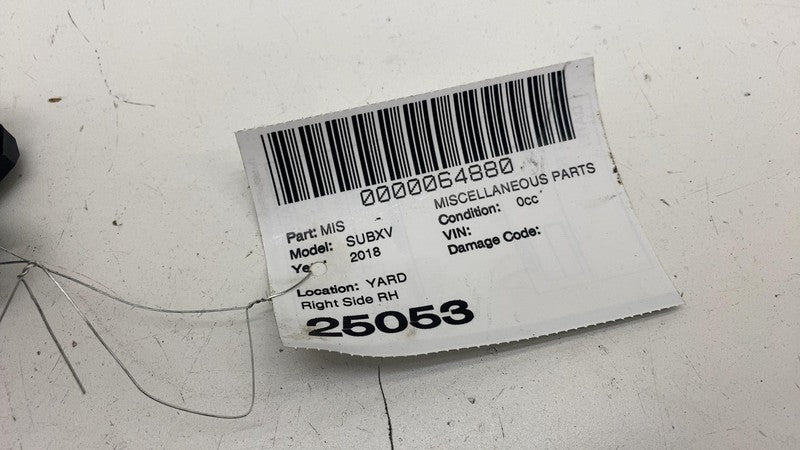 0000064880
MISCELLANEOUS PARTS
Part: MIS -
Model: SUBXV
Condition: 0cc
Ye 2018
VIN:
Damage Code:
Location: YARD
Right Side RH
25053